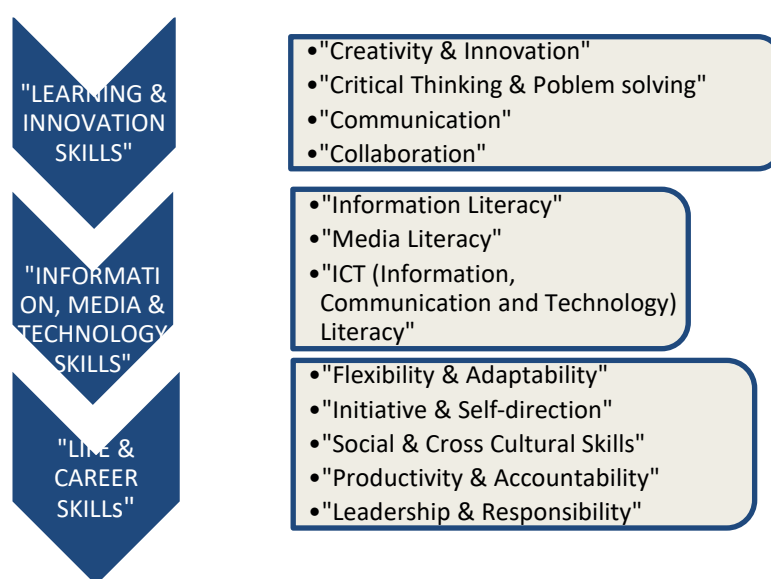 "LEARNING &
INNOVATION
SKILLS"
•"Creativity & Innovation"
•"Critical Thinking & Poblem solving"
•"Communication"
•"Collaboration"
"INFORMATI
ON, MEDIA &
TECHNOLOGY
SKILLS"
•"Information Literacy"
•"Media Literacy"
•"ICT (Information,
Communication and Technology)
Literacy"
"LIFE &
CAREER
SKILLs"
•"Flexibility & Adaptability"
•"Initiative & Self-direction"
•"Social & Cross Cultural Skills"
•"Productivity & Accountability"
•"Leadership & Responsibility"